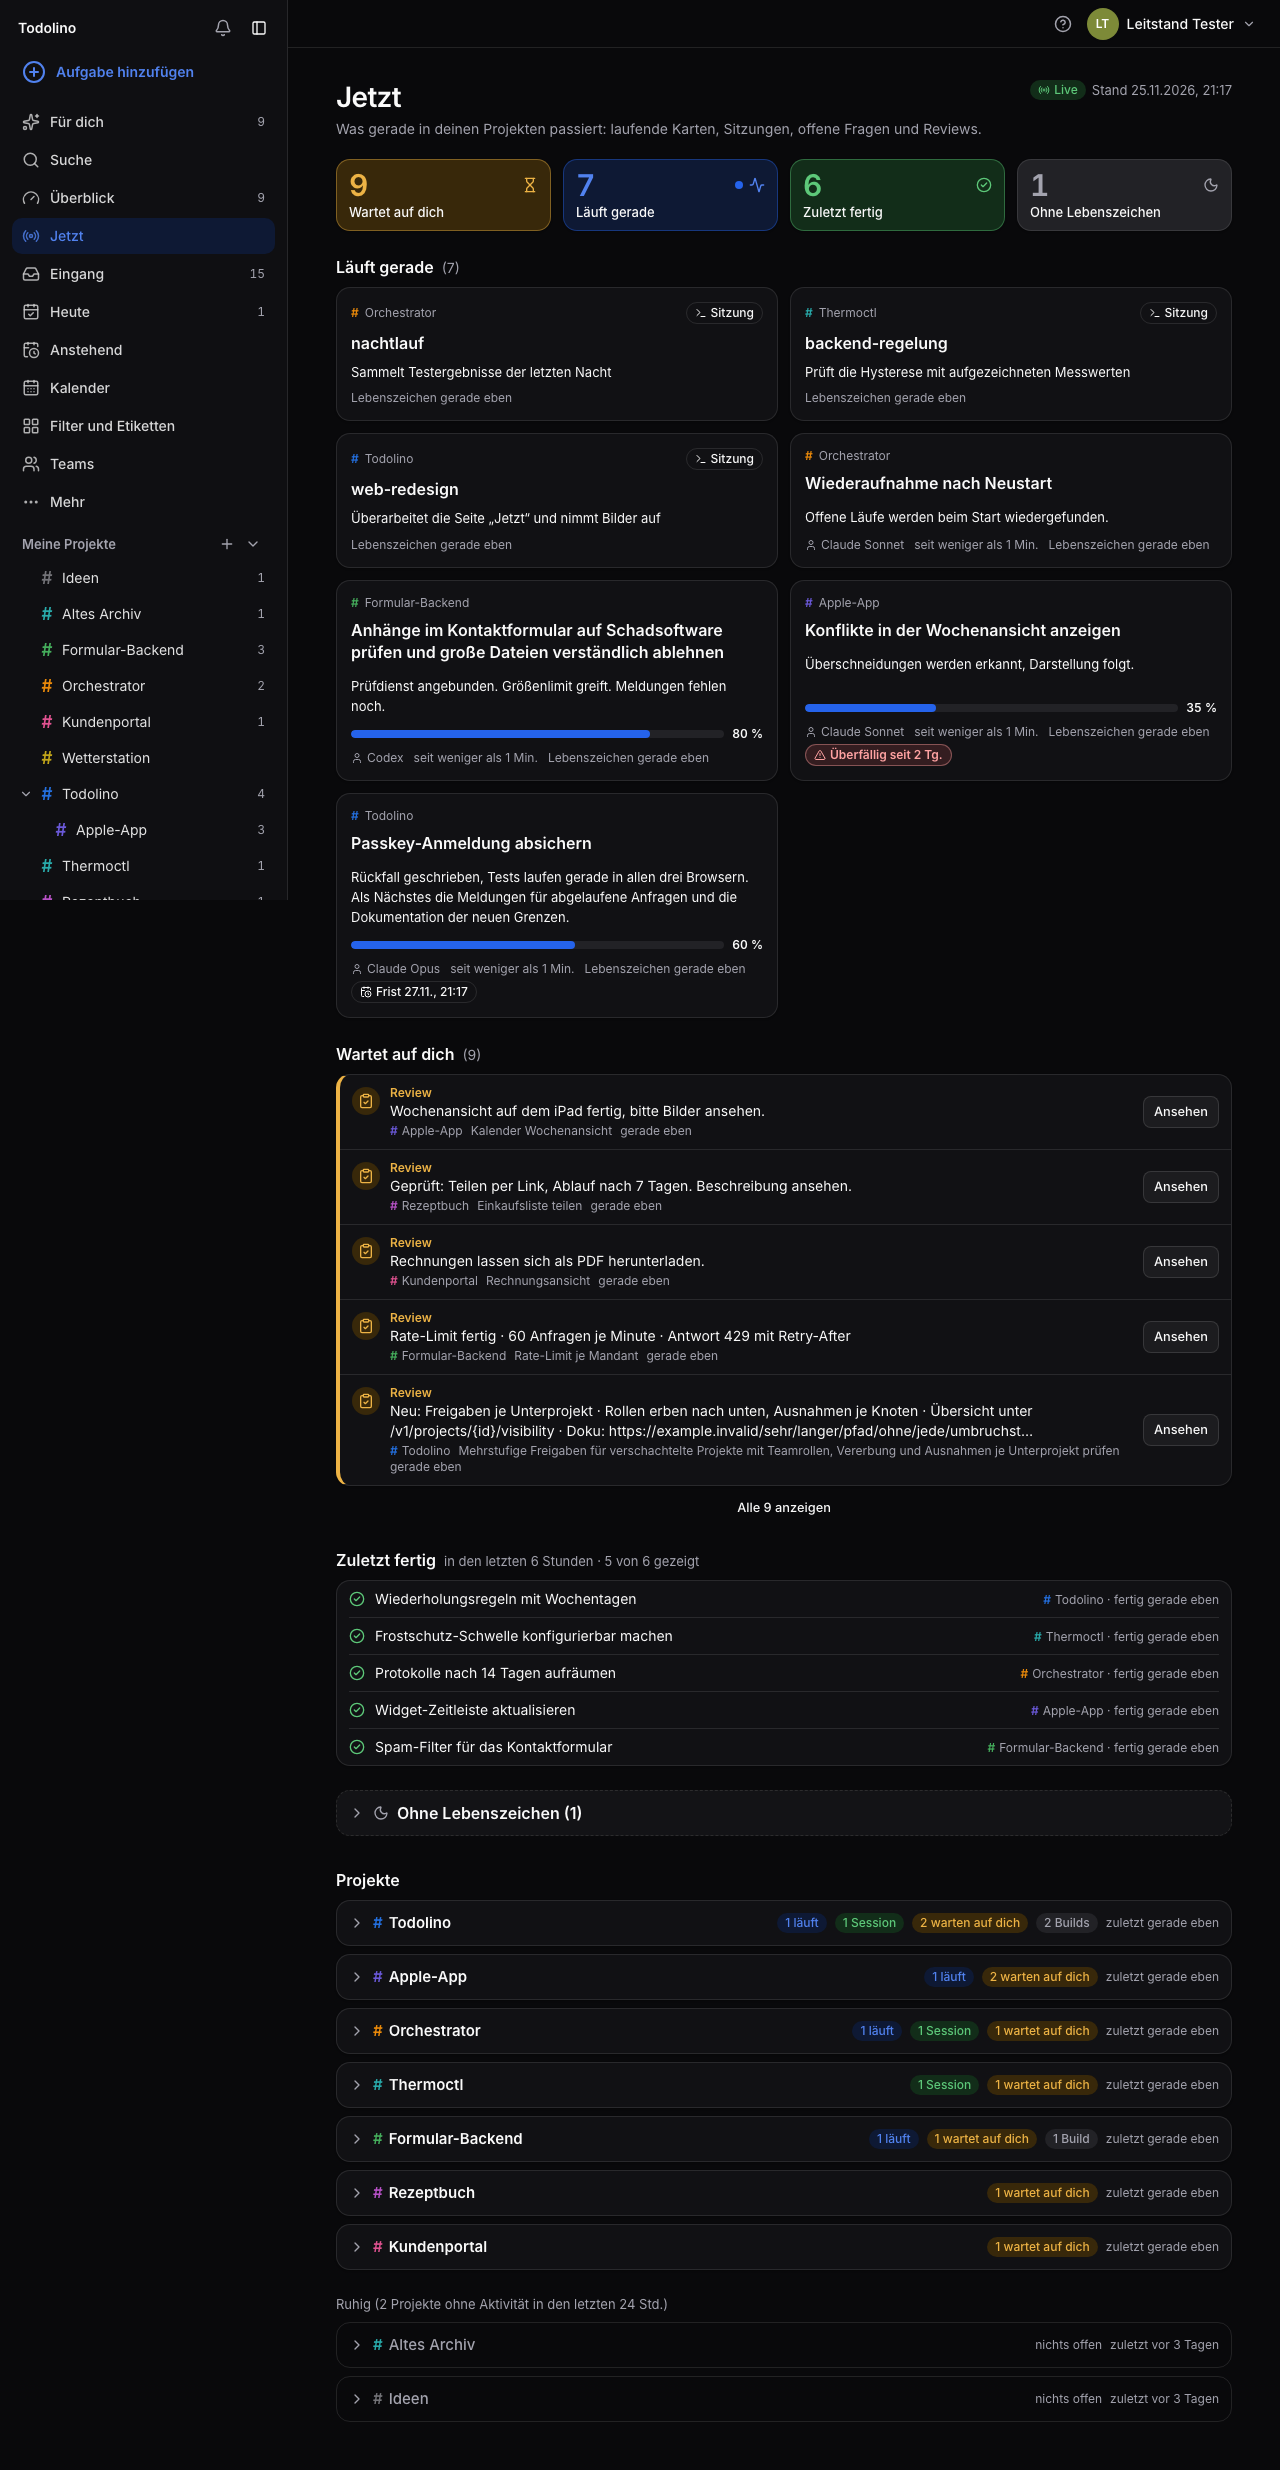 Todolino
Aufgabe hinzufügen
Für dich 9
Suche
Überblick 9
Jetzt
Eingang 15
Heute 1
Anstehend
Kalender
Filter und Etiketten
Teams
Mehr
Meine Projekte
# Ideen 1
# Altes Archiv 1
# Formular-Backend 3
# Orchestrator 2
# Kundenportal 1
# Wetterstation
# Todolino 4
# Apple-App 3
# Thermoctl 1
# Rezeptbuch 1
LT Leitstand Tester
Jetzt
Live Stand 25.11.2026, 21:17
Was gerade in deinen Projekten passiert: laufende Karten, Sitzungen, offene Fragen und Reviews.
9
Wartet auf dich
7
Läuft gerade
6
Zuletzt fertig
1
Ohne Lebenszeichen
Läuft gerade (7)
# Orchestrator Sitzung
nachtlauf
Sammelt Testergebnisse der letzten Nacht
Lebenszeichen gerade eben
# Thermoctl Sitzung
backend-regelung
Prüft die Hysterese mit aufgezeichneten Messwerten
Lebenszeichen gerade eben
# Todolino Sitzung
web-redesign
Überarbeitet die Seite „Jetzt“ und nimmt Bilder auf
Lebenszeichen gerade eben
# Orchestrator
Wiederaufnahme nach Neustart
Offene Läufe werden beim Start wiedergefunden.
Claude Sonnet seit weniger als 1 Min. Lebenszeichen gerade eben
# Formular-Backend
Anhänge im Kontaktformular auf Schadsoftware
prüfen und große Dateien verständlich ablehnen
Prüfdienst angebunden. Größenlimit greift. Meldungen fehlen
noch.
80 %
Codex seit weniger als 1 Min. Lebenszeichen gerade eben
# Apple-App
Konflikte in der Wochenansicht anzeigen
Überschneidungen werden erkannt, Darstellung folgt.
35 %
Claude Sonnet seit weniger als 1 Min. Lebenszeichen gerade eben
Überfällig seit 2 Tg.
# Todolino
Passkey-Anmeldung absichern
Rückfall geschrieben, Tests laufen gerade in allen drei Browsern.
Als Nächstes die Meldungen für abgelaufene Anfragen und die
Dokumentation der neuen Grenzen.
60 %
Claude Opus seit weniger als 1 Min. Lebenszeichen gerade eben
Frist 27.11., 21:17
Wartet auf dich (9)
Review
Wochenansicht auf dem iPad fertig, bitte Bilder ansehen.
# Apple-App Kalender Wochenansicht gerade eben
Ansehen
Review
Geprüft: Teilen per Link, Ablauf nach 7 Tagen. Beschreibung ansehen.
# Rezeptbuch Einkaufsliste teilen gerade eben
Ansehen
Review
Rechnungen lassen sich als PDF herunterladen.
# Kundenportal Rechnungsansicht gerade eben
Ansehen
Review
Rate-Limit fertig · 60 Anfragen je Minute · Antwort 429 mit Retry-After
# Formular-Backend Rate-Limit je Mandant gerade eben
Ansehen
Review
Neu: Freigaben je Unterprojekt · Rollen erben nach unten, Ausnahmen je Knoten · Übersicht unter
/v1/projects/{id}/visibility · Doku: https://example.invalid/sehr/langer/pfad/ohne/jede/umbruchst...
# Todolino Mehrstufige Freigaben für verschachtelte Projekte mit Teamrollen, Vererbung und Ausnahmen je Unterprojekt prüfen
gerade eben
Ansehen
Alle 9 anzeigen
Zuletzt fertig in den letzten 6 Stunden · 5 von 6 gezeigt
Wiederholungsregeln mit Wochentagen # Todolino · fertig gerade eben
Frostschutz-Schwelle konfigurierbar machen # Thermoctl · fertig gerade eben
Protokolle nach 14 Tagen aufräumen # Orchestrator · fertig gerade eben
Widget-Zeitleiste aktualisieren # Apple-App · fertig gerade eben
Spam-Filter für das Kontaktformular # Formular-Backend · fertig gerade eben
Ohne Lebenszeichen (1)
Projekte
# Todolino 1 läuft 1 Session 2 warten auf dich 2 Builds zuletzt gerade eben
# Apple-App 1 läuft 2 warten auf dich zuletzt gerade eben
# Orchestrator 1 läuft 1 Session 1 wartet auf dich zuletzt gerade eben
# Thermoctl 1 Session 1 wartet auf dich zuletzt gerade eben
# Formular-Backend 1 läuft 1 wartet auf dich 1 Build zuletzt gerade eben
# Rezeptbuch 1 wartet auf dich zuletzt gerade eben
# Kundenportal 1 wartet auf dich zuletzt gerade eben
Ruhig (2 Projekte ohne Aktivität in den letzten 24 Std.)
# Altes Archiv nichts offen zuletzt vor 3 Tagen
# Ideen nichts offen zuletzt vor 3 Tagen